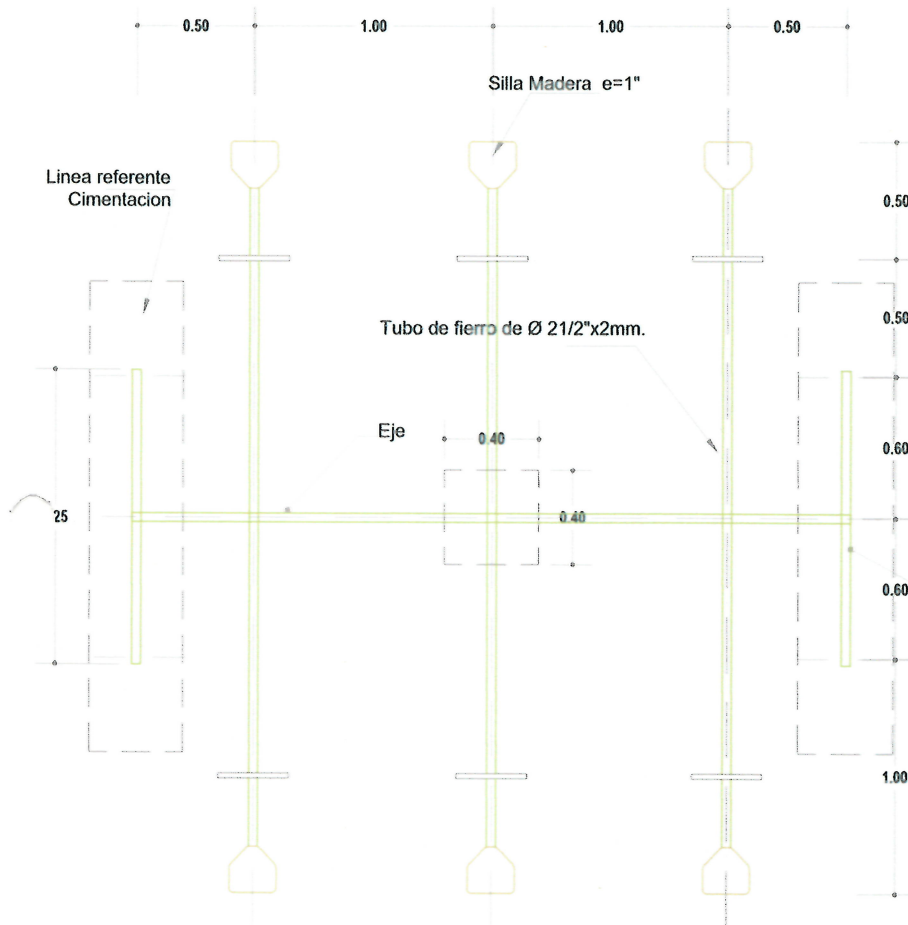 0.50
1.00
1.00
0.50
Silla Madera e=1"
Linea referente
Cimentacion
0.50
0.50
Tubo de fierro de Ø 21/2"x2mm.
Eje
0.40
0.60
25
0.40
0.60
1.00